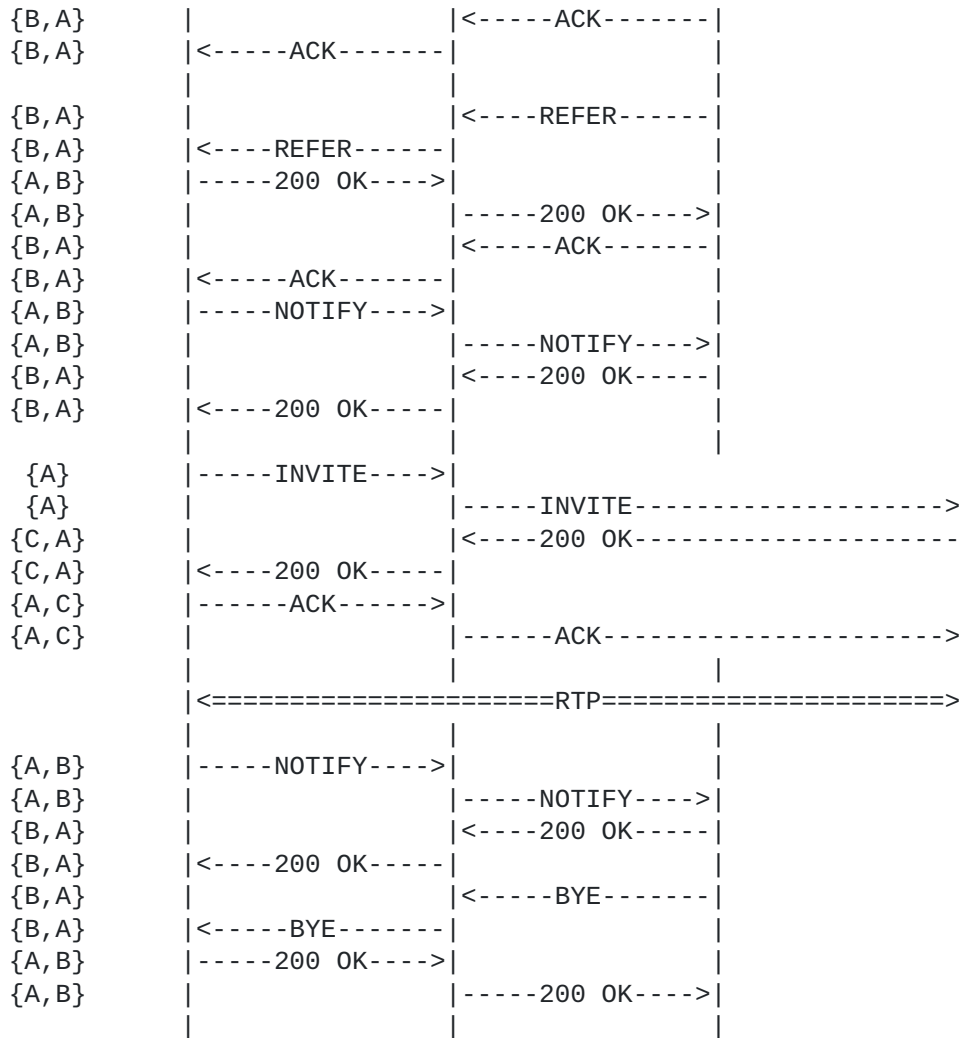 {B,A}      |                |<-----ACK-------|
{B,A}      |<-----ACK-------|                |
           |                |                |
{B,A}      |                |<----REFER------|
{B,A}      |<----REFER------|                |
{A,B}      |-----200 OK---->|                |
{A,B}      |                |-----200 OK---->|
{B,A}      |                |<-----ACK-------|
{B,A}      |<-----ACK-------|                |
{A,B}      |-----NOTIFY---->|                |
{A,B}      |                |-----NOTIFY---->|
{B,A}      |                |<----200 OK-----|
{B,A}      |<----200 OK-----|                |
           |                |                |
 {A}       |-----INVITE---->|
 {A}       |                |-----INVITE-------------------->
{C,A}      |                |<----200 OK---------------------
{C,A}      |<----200 OK-----|
{A,C}      |------ACK------>|
{A,C}      |                |------ACK---------------------->
           |                |                |
           |<======================RTP======================>
           |                |                |
{A,B}      |-----NOTIFY---->|                |
{A,B}      |                |-----NOTIFY---->|
{B,A}      |                |<----200 OK-----|
{B,A}      |<----200 OK-----|                |
{B,A}      |                |<-----BYE-------|
{B,A}      |<-----BYE-------|                |
{A,B}      |-----200 OK---->|                |
{A,B}      |                |-----200 OK---->|
           |                |                |